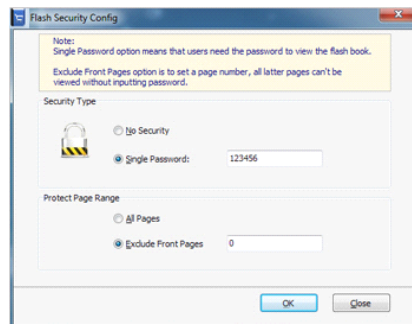 Flash Security Config
Note:
Single Password option means that users need the password to view the flash book.
Exclude Front Pages option is to set a page number, all latter pages can't be
viewed without inputting password.
Security Type
No Security
Single Password:
123456
Protect Page Range
All Pages
Exclude Front Pages
0
OK
Close